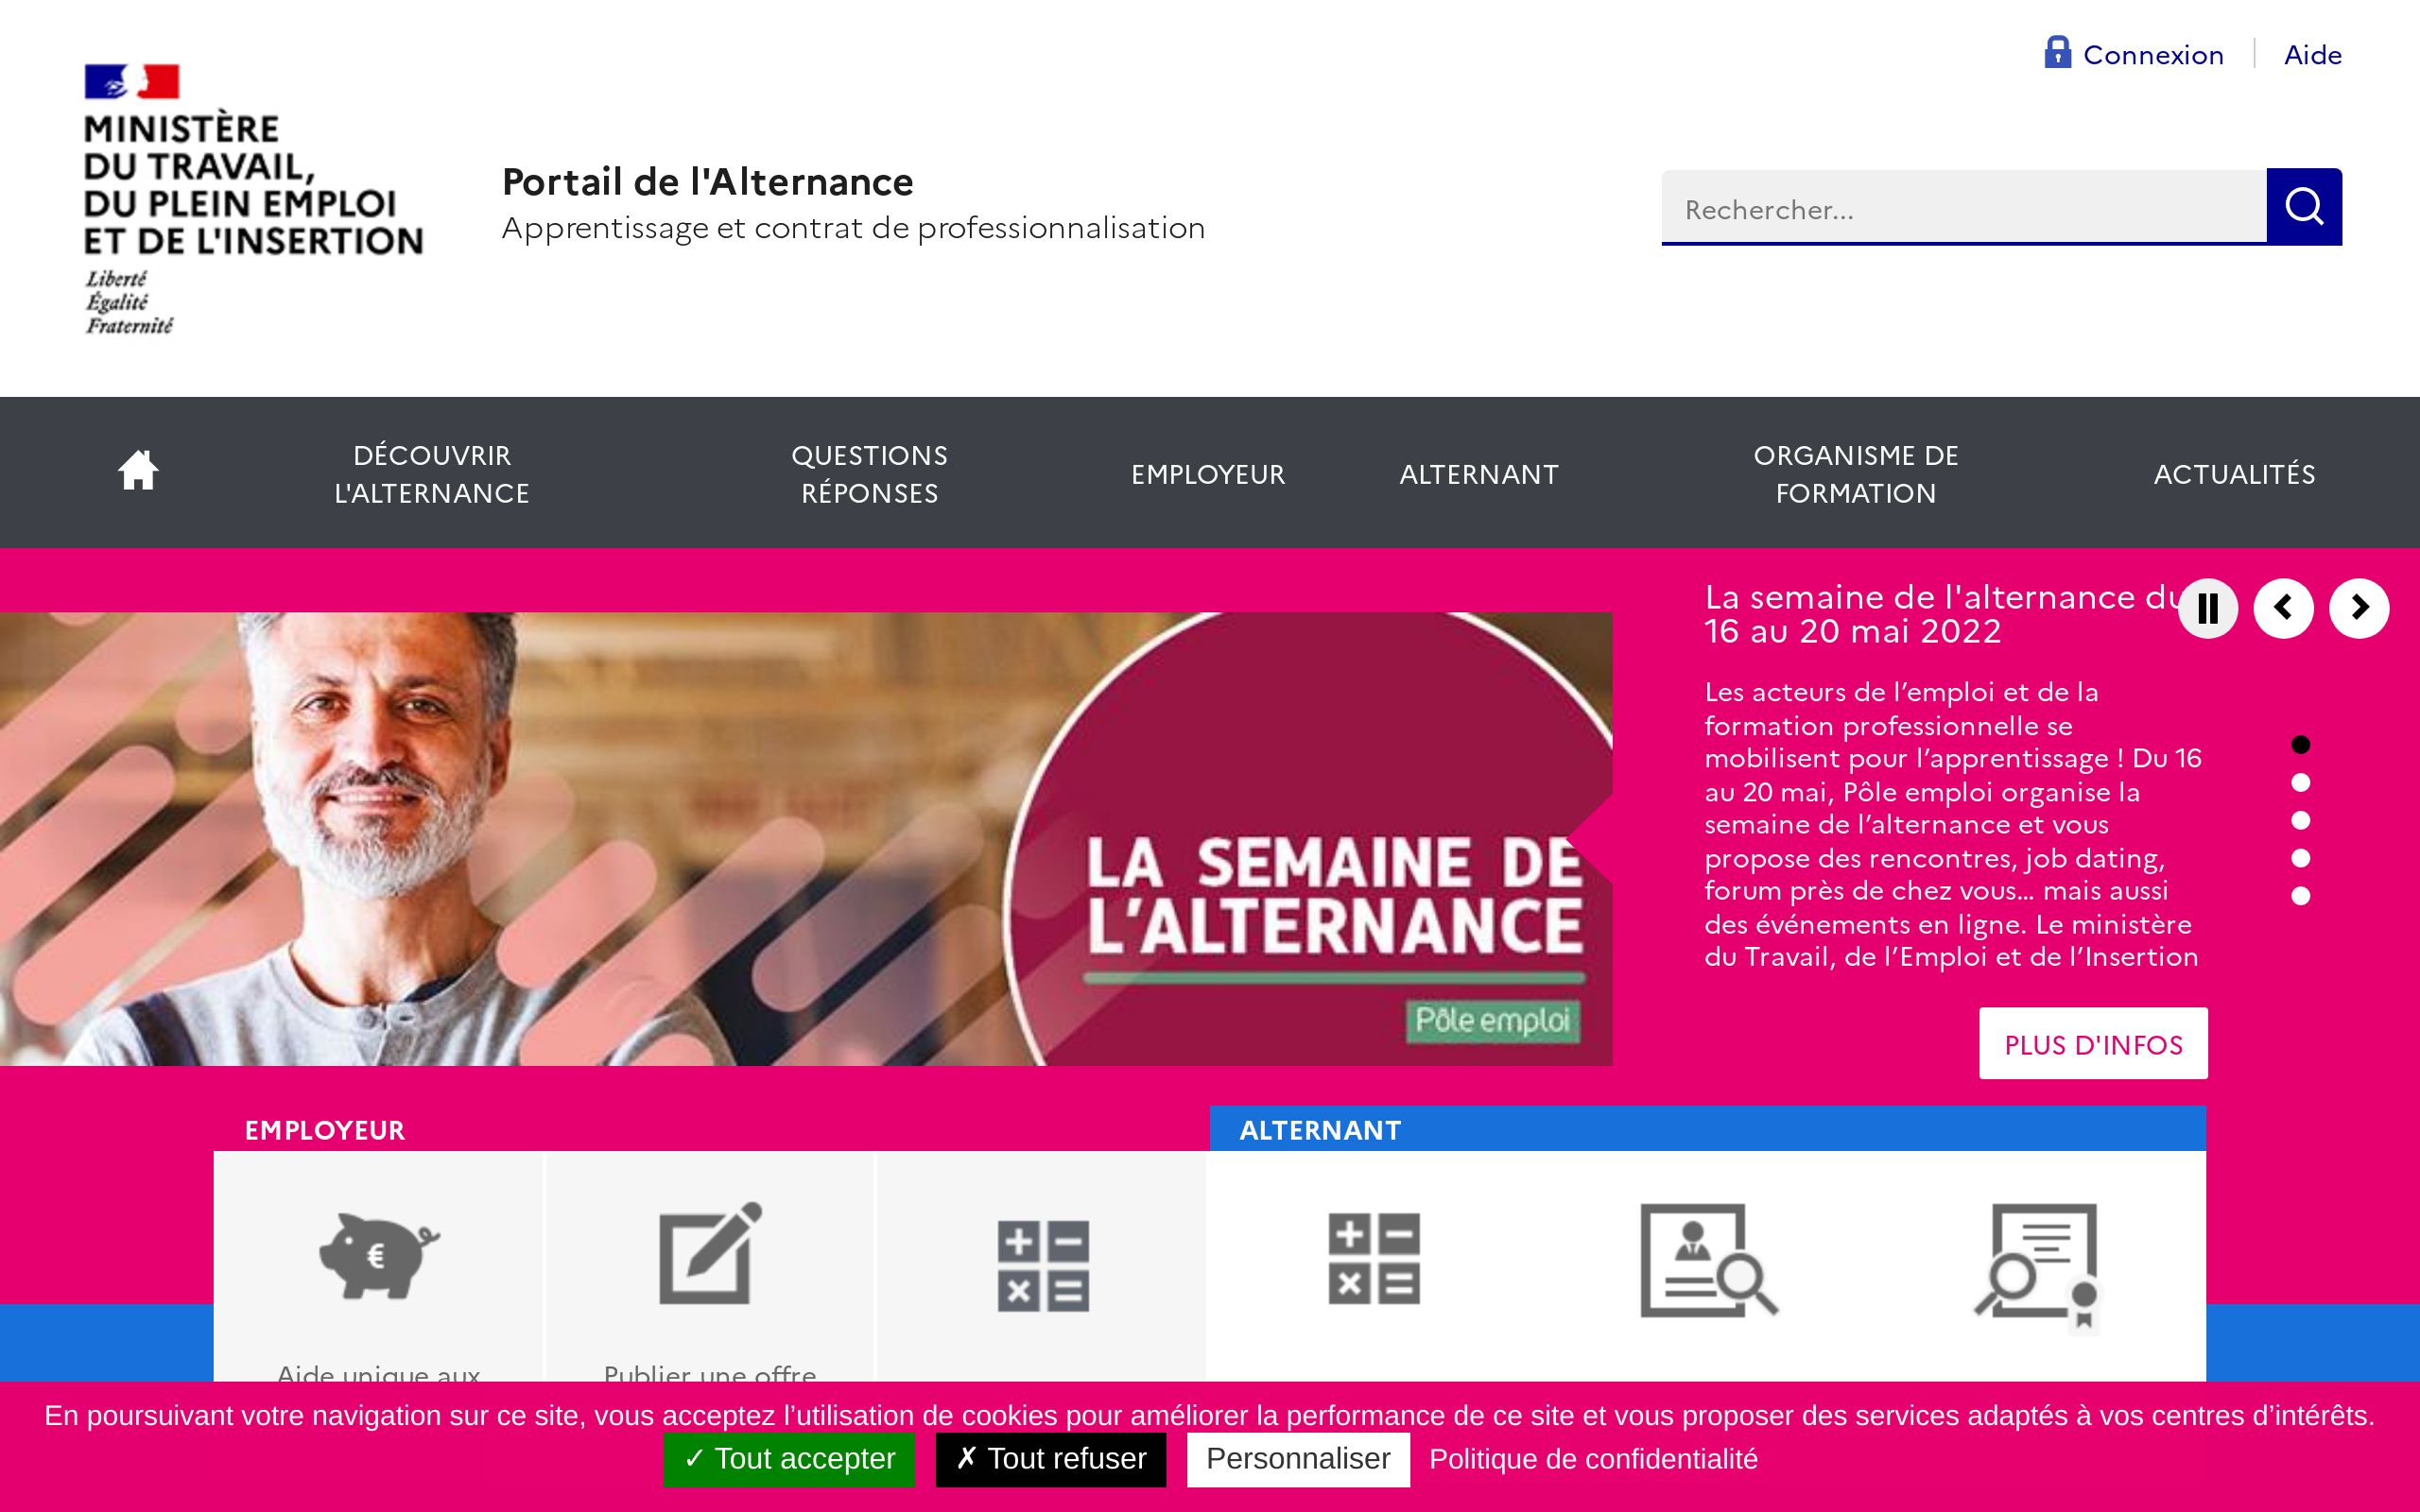 Connexion
Aide
MINISTÈRE
DU TRAVAIL,
DU PLEIN EMPLOI
ET DE L'INSERTION
Liberté
Égalité
Fraternité
Portail de l'Alternance
Apprentissage et contrat de professionnalisation
Rechercher...
DÉCOUVRIR
L'ALTERNANCE
QUESTIONS
RÉPONSES
EMPLOYEUR
ALTERNANT
ORGANISME DE
FORMATION
ACTUALITÉS
LA SEMAINE DE
L’ALTERNANCE
Pôle emploi
La semaine de l'alternance du
16 au 20 mai 2022
Les acteurs de l’emploi et de la
formation professionnelle se
mobilisent pour l’apprentissage ! Du 16
au 20 mai, Pôle emploi organise la
semaine de l’alternance et vous
propose des rencontres, job dating,
forum près de chez vous… mais aussi
des événements en ligne. Le ministère
du Travail, de l’Emploi et de l’Insertion
PLUS D'INFOS
EMPLOYEUR
ALTERNANT
Aide unique aux
Publier une offre
En poursuivant votre navigation sur ce site, vous acceptez l’utilisation de cookies pour améliorer la performance de ce site et vous proposer des services adaptés à vos centres d’intérêts.
✓ Tout accepter
✗ Tout refuser
Personnaliser
Politique de confidentialité